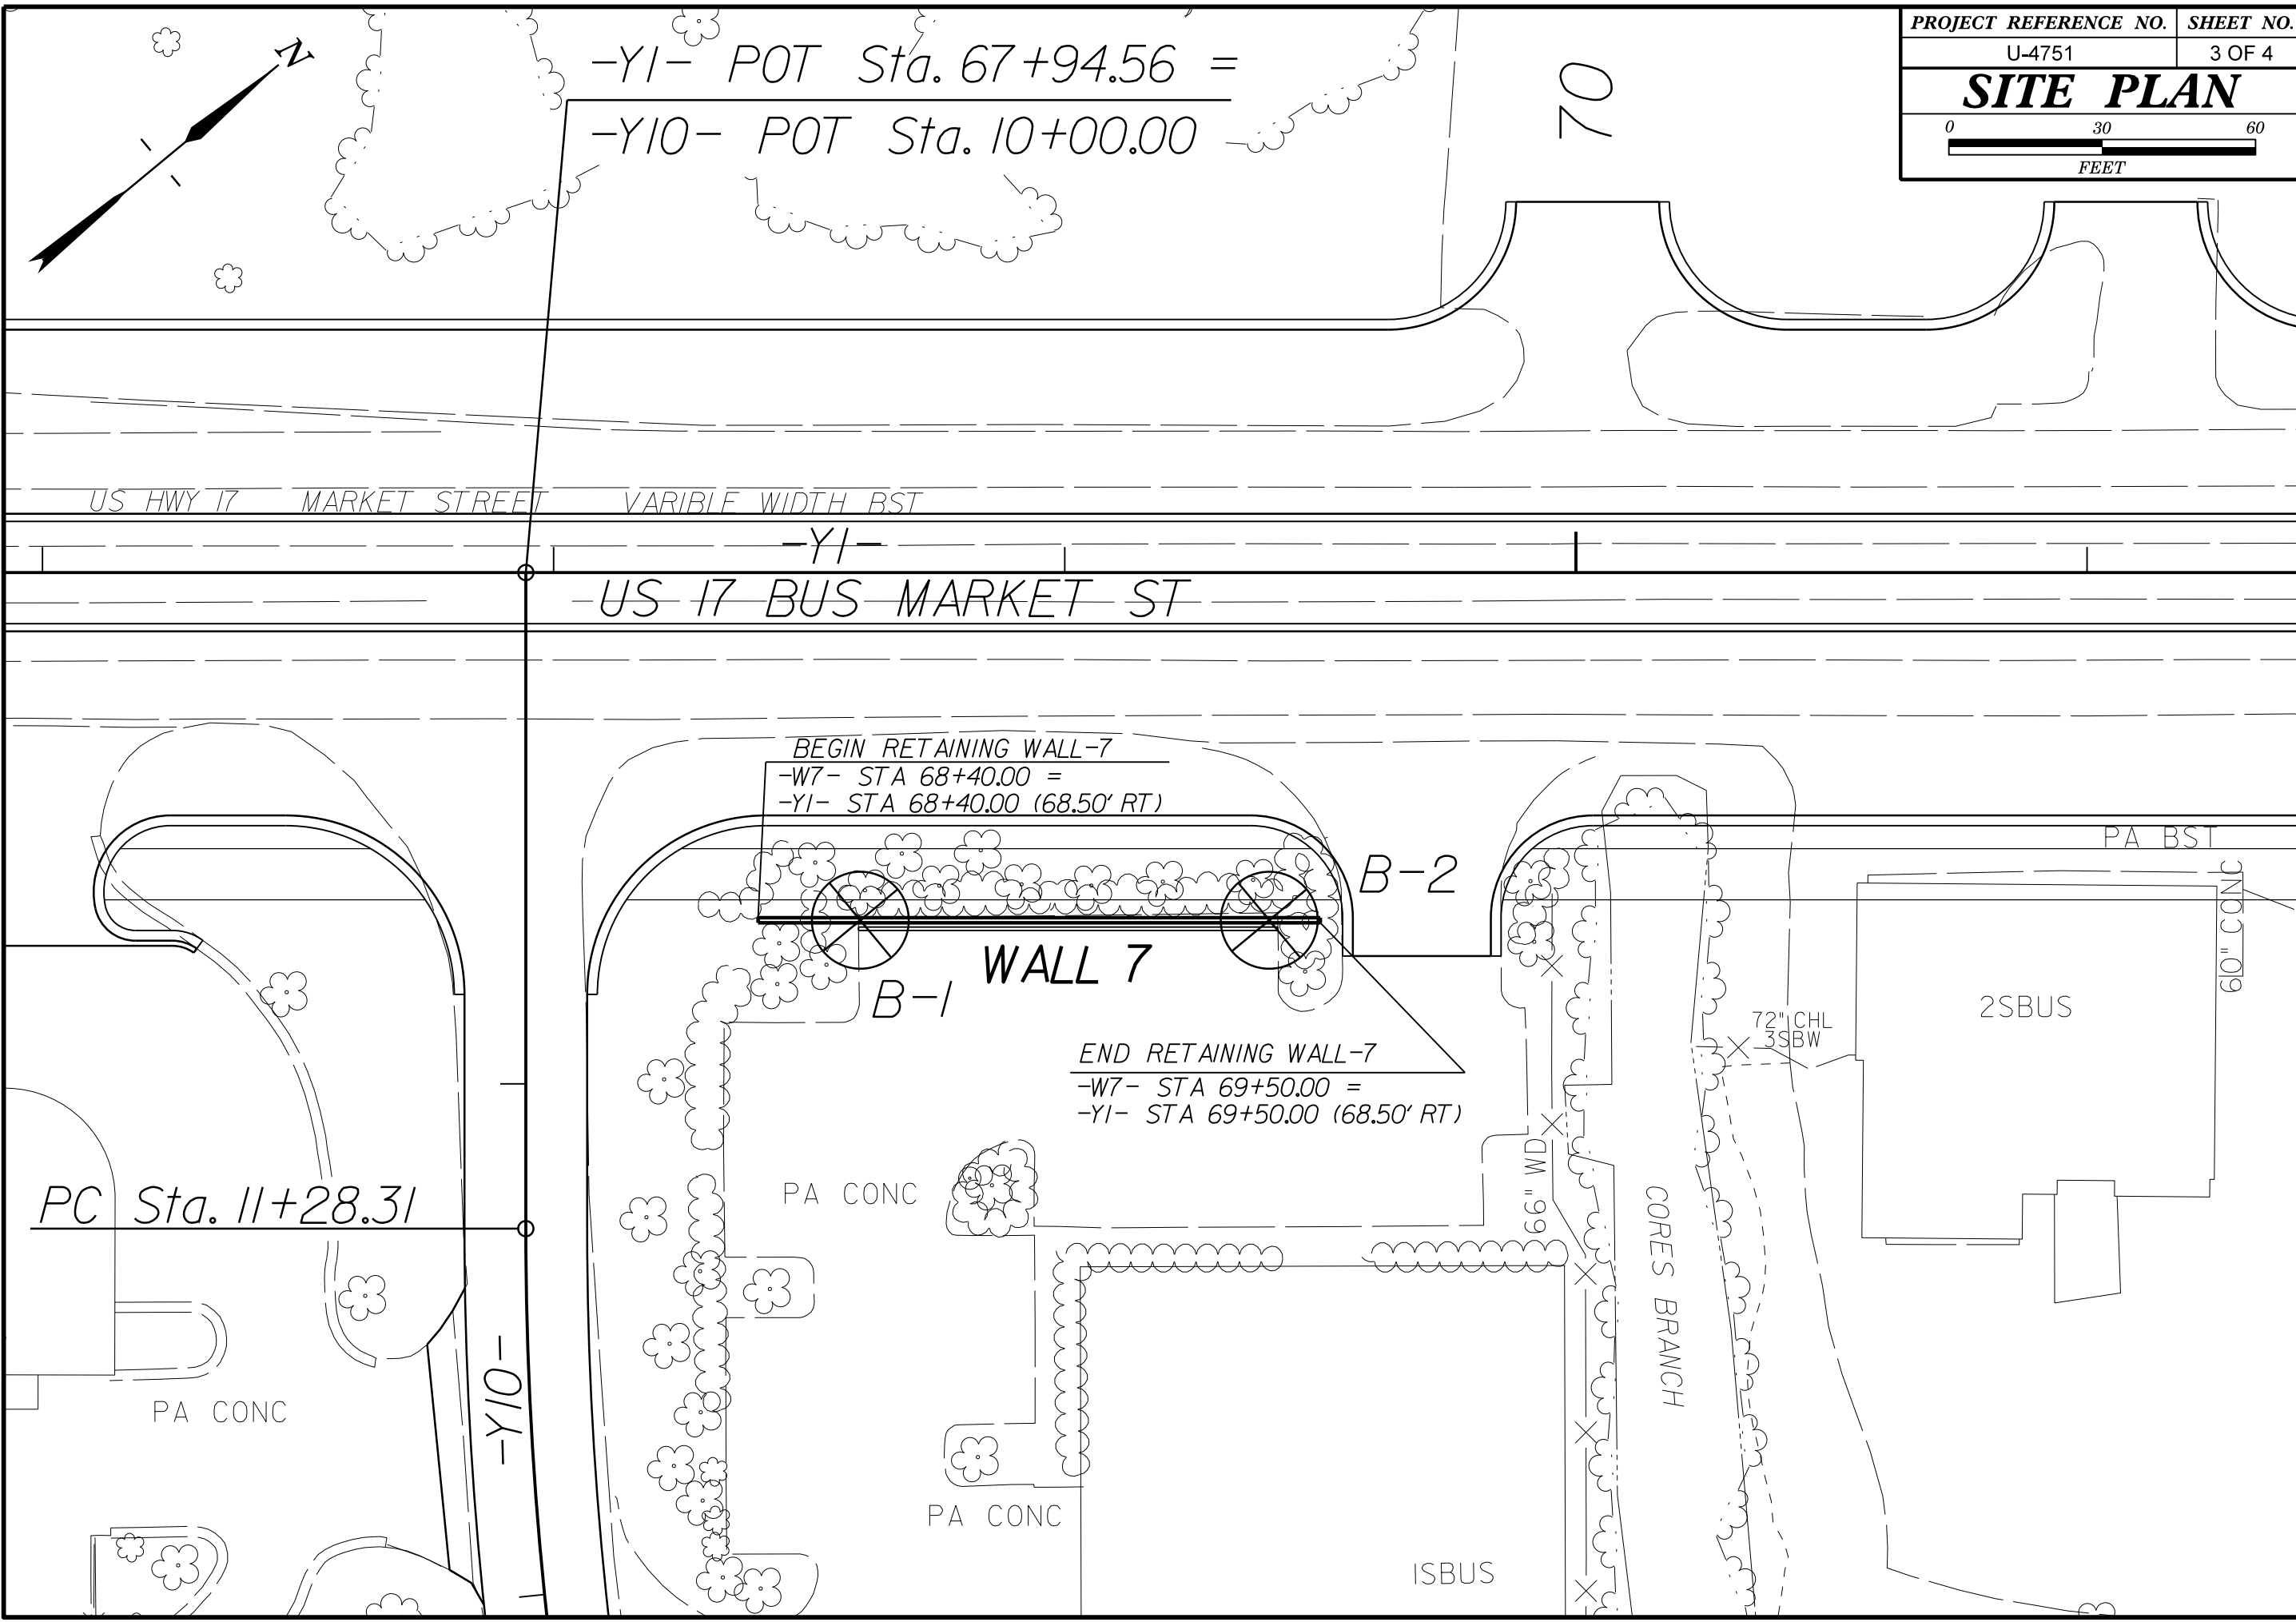 PROJECT REFERENCE NO. SHEET NO.
U-4751 3 OF 4
SITE PLAN
0 30 60
FEET
N
-Y1- POT Sta. 67+94.56 =
-Y10- POT Sta. 10+00.00
70
US HWY 17 MARKET STREET VARIBLE WIDTH BST
-Y1-
US 17 BUS MARKET ST
BEGIN RETAINING WALL-7
-W7- STA 68+40.00 =
-Y1- STA 68+40.00 (68.50' RT)
PA BST
B-2
60" CONC
WALL 7
B-1
2SBUS
72" CHL
3SBW
END RETAINING WALL-7
-W7- STA 69+50.00 =
-Y1- STA 69+50.00 (68.50' RT)
66" WD
PA CONC
PC Sta. 11+28.31
CORES BRANCH
-Y10-
PA CONC
PA CONC
1SBUS